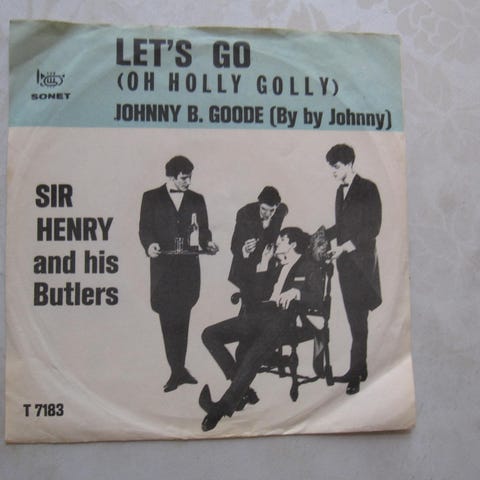 LET'S GO
(OH HOLLY GOLLY)
SONET
JOHNNY B. GOODE (By by Johnny)
SIR
HENRY
and his
Butlers
T 7183